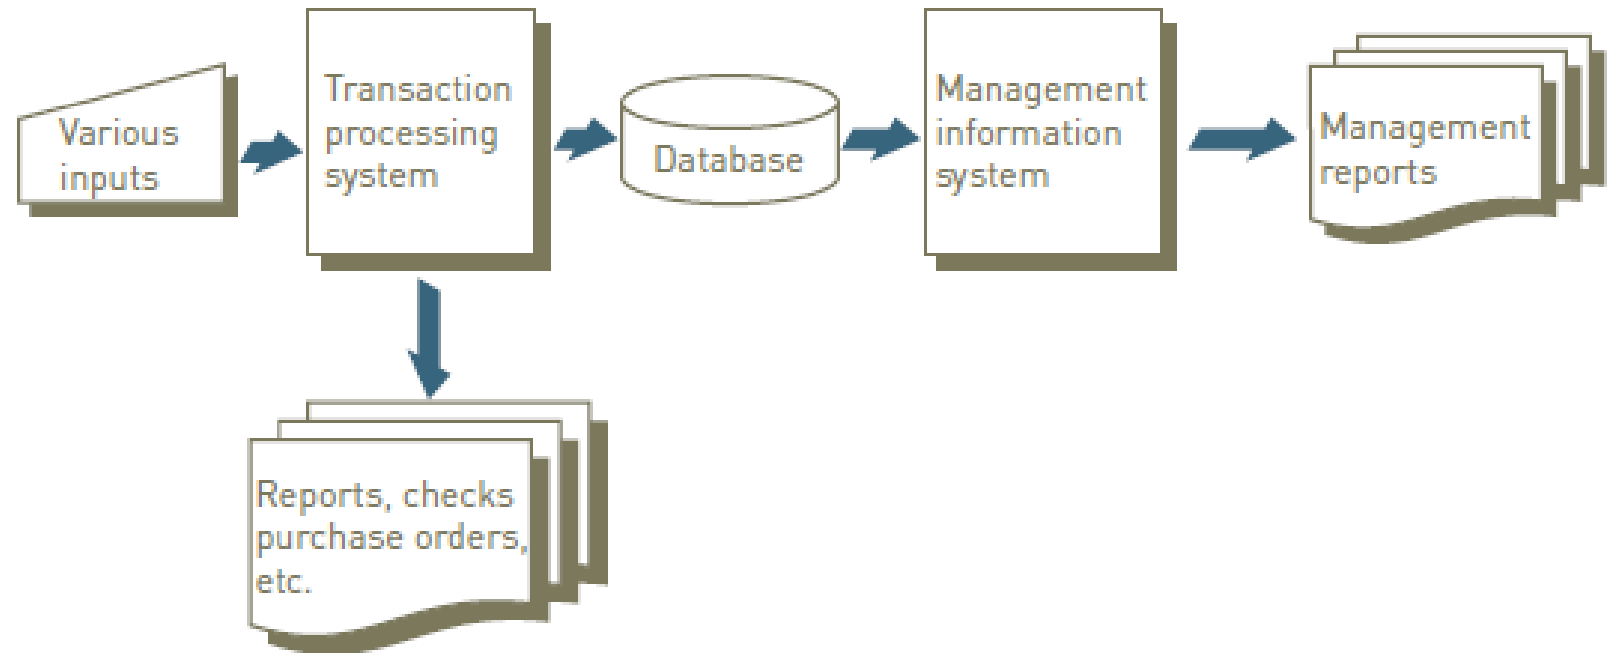 Various
inputs
Transaction
processing
system
Database
Management
information
system
Management
reports
Reports, checks
purchase orders,
etc.